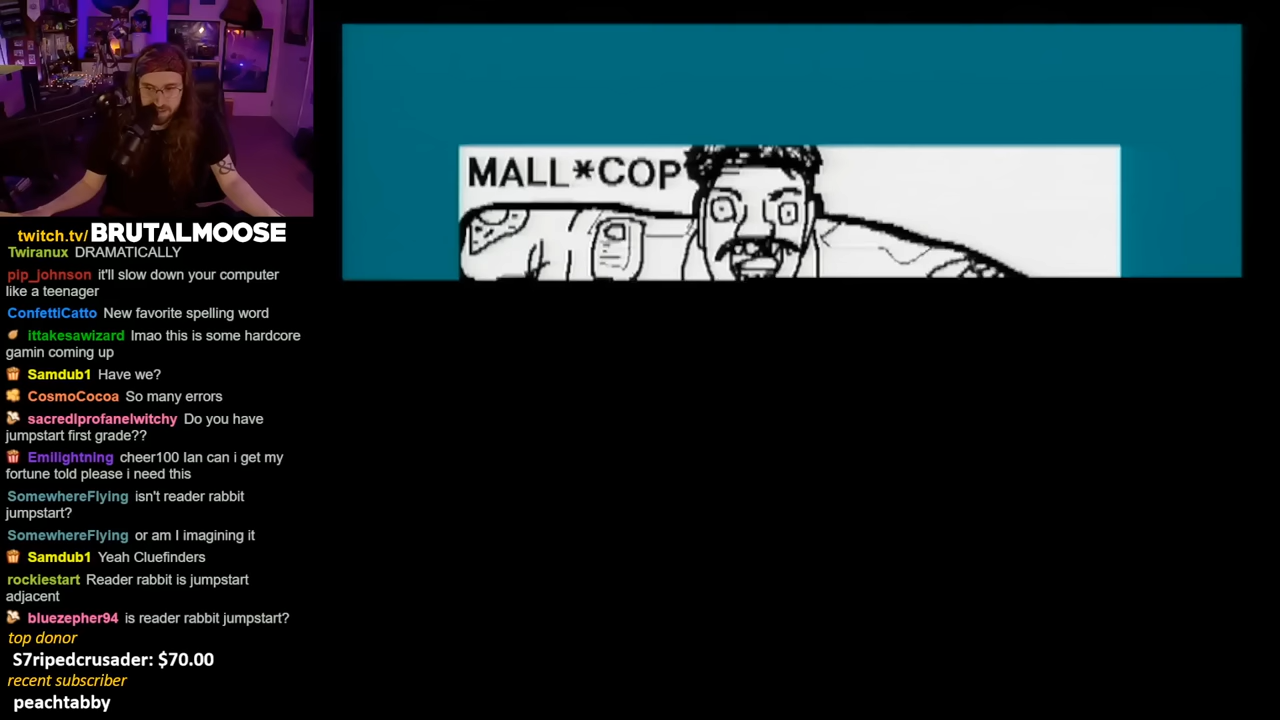 MALL*COP
twitch.tv/BRUTALMOOSE
Twiranux DRAMATICALLY
pip_johnson it'll slow down your computer
like a teenager
ConfettiCatto New favorite spelling word
ittakesawizard lmao this is some hardcore
gamin coming up
Samdub1 Have we?
CosmoCocoa So many errors
sacredlprofanelwitchy Do you have
jumpstart first grade??
Emilightning cheer100 Ian can i get my
fortune told please i need this
SomewhereFlying isn't reader rabbit
jumpstart?
SomewhereFlying or am I imagining it
Samdub1 Yeah Cluefinders
rockiestart Reader rabbit is jumpstart
adjacent
bluezepher94 is reader rabbit jumpstart?
top donor
S7ripedcrusader: $70.00
recent subscriber
peachtabby